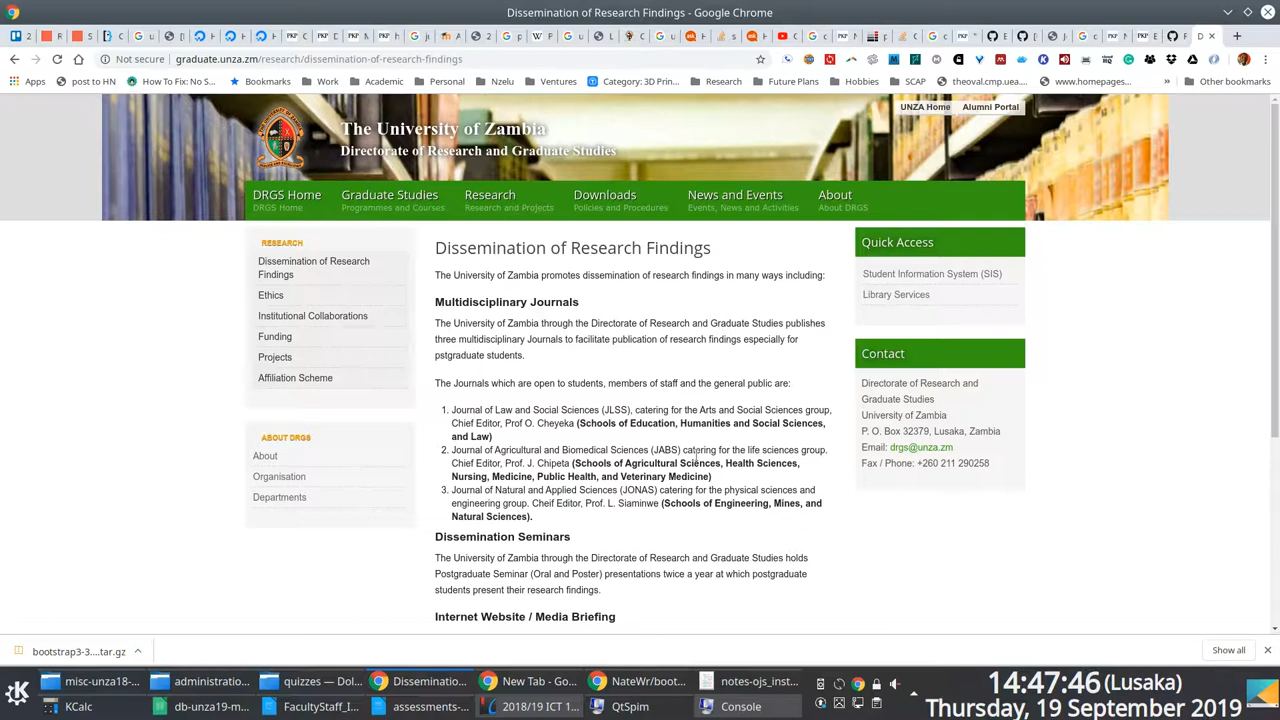 Dissemination of Research Findings - Google Chrome
Not secure | graduate.unza.zm/research/dissemination-of-research-findings
Apps post to HN How To Fix: No S... Bookmarks Work Academic Personal Nzelu Ventures Category: 3D Prin... Research Future Plans Hobbies SCAP theoval.cmp.uea.... www.homepages... » Other bookmarks
UNZA Home Alumni Portal
The University of Zambia
Directorate of Research and Graduate Studies
DRGS Home Graduate Studies Research Downloads News and Events About
DRGS Home Programmes and Courses Research and Projects Policies and Procedures Events, News and Activities About DRGS
RESEARCH
Dissemination of Research
Findings
Ethics
Institutional Collaborations
Funding
Projects
Affiliation Scheme
ABOUT DRGS
About
Organisation
Departments
Dissemination of Research Findings
The University of Zambia promotes dissemination of research findings in many ways including:
Multidisciplinary Journals
The University of Zambia through the Directorate of Research and Graduate Studies publishes
three multidisciplinary Journals to facilitate publication of research findings especially for
pstgraduate students.
The Journals which are open to students, members of staff and the general public are:
1. Journal of Law and Social Sciences (JLSS), catering for the Arts and Social Sciences group,
Chief Editor, Prof O. Cheyeka (Schools of Education, Humanities and Social Sciences,
and Law)
2. Journal of Agricultural and Biomedical Sciences (JABS) catering for the life sciences group.
Chief Editor, Prof. J. Chipeta (Schools of Agricultural Sciences, Health Sciences,
Nursing, Medicine, Public Health, and Veterinary Medicine)
3. Journal of Natural and Applied Sciences (JONAS) catering for the physical sciences and
engineering group. Cheif Editor, Prof. L. Siaminwe (Schools of Engineering, Mines, and
Natural Sciences).
Dissemination Seminars
The University of Zambia through the Directorate of Research and Graduate Studies holds
Postgraduate Seminar (Oral and Poster) presentations twice a year at which postgraduate
students present their research findings.
Internet Website / Media Briefing
Quick Access
Student Information System (SIS)
Library Services
Contact
Directorate of Research and
Graduate Studies
University of Zambia
P. O. Box 32379, Lusaka, Zambia
Email: drgs@unza.zm
Fax / Phone: +260 211 290258
bootstrap3-3....tar.gz Show all
misc-unza18-... administration... quizzes — Dol... Disseminatio... New Tab - Go... NateWr/boot... notes-ojs_inst...
KCalc db-unza19-m... FacultyStaff_I... assessments-... 2018/19 ICT 1... QtSpim Console
14:47:46 (Lusaka)
Thursday, 19 September 2019